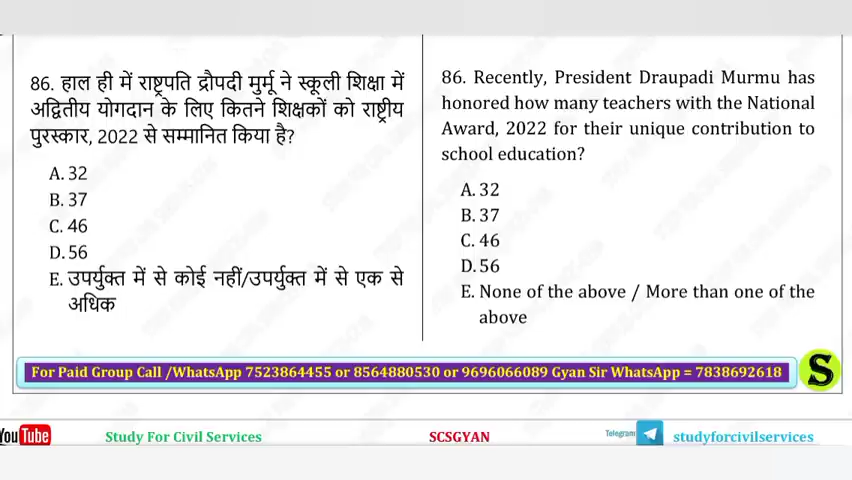 86. हाल ही में राष्ट्रपति द्रौपदी मुर्मू ने स्कूली शिक्षा में
अद्वितीय योगदान के लिए कितने शिक्षकों को राष्ट्रीय
पुरस्कार, 2022 से सम्मानित किया है?
A. 32
B. 37
C. 46
D. 56
E. उपर्युक्त में से कोई नहीं/उपर्युक्त में से एक से
अधिक
86. Recently, President Draupadi Murmu has
honored how many teachers with the National
Award, 2022 for their unique contribution to
school education?
A. 32
B. 37
C. 46
D. 56
E. None of the above / More than one of the
above
For Paid Group Call /WhatsApp 7523864455 or 8564880530 or 9696066089 Gyan Sir WhatsApp = 7838692618
S
You Tube Study For Civil Services SCSGYAN Telegram studyforcivilservices